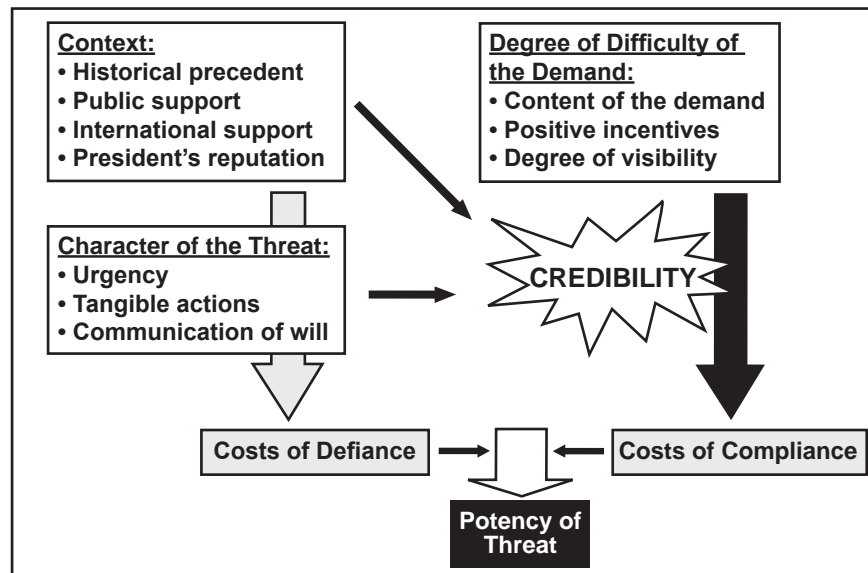 Context:
• Historical precedent
• Public support
• International support
• President's reputation
Degree of Difficulty of
the Demand:
• Content of the demand
• Positive incentives
• Degree of visibility
Character of the Threat:
• Urgency
• Tangible actions
• Communication of will
CREDIBILITY
Costs of Defiance
Costs of Compliance
Potency of
Threat